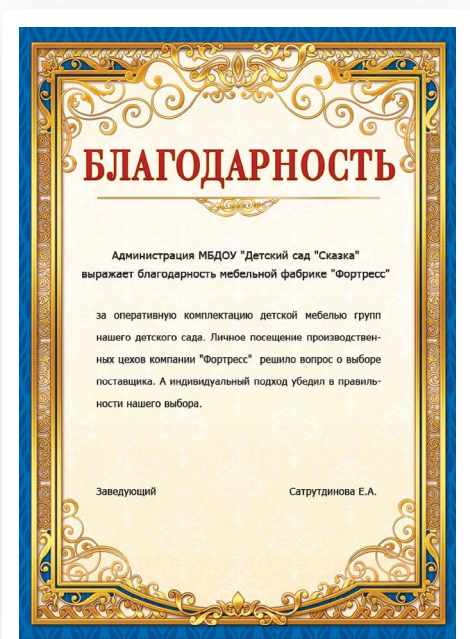 БЛАГОДАРНОСТЬ
Администрация МБДОУ "Детский сад "Сказка"
выражает благодарность мебельной фабрике "Фортресс"
за оперативную комплектацию детской мебелью групп
нашего детского сада. Личное посещение производствен-
ных цехов компании "Фортресс" решило вопрос о выборе
поставщика. А индивидуальный подход убедил в правиль-
ности нашего выбора.
Заведующий Сатрутдинова Е.А.